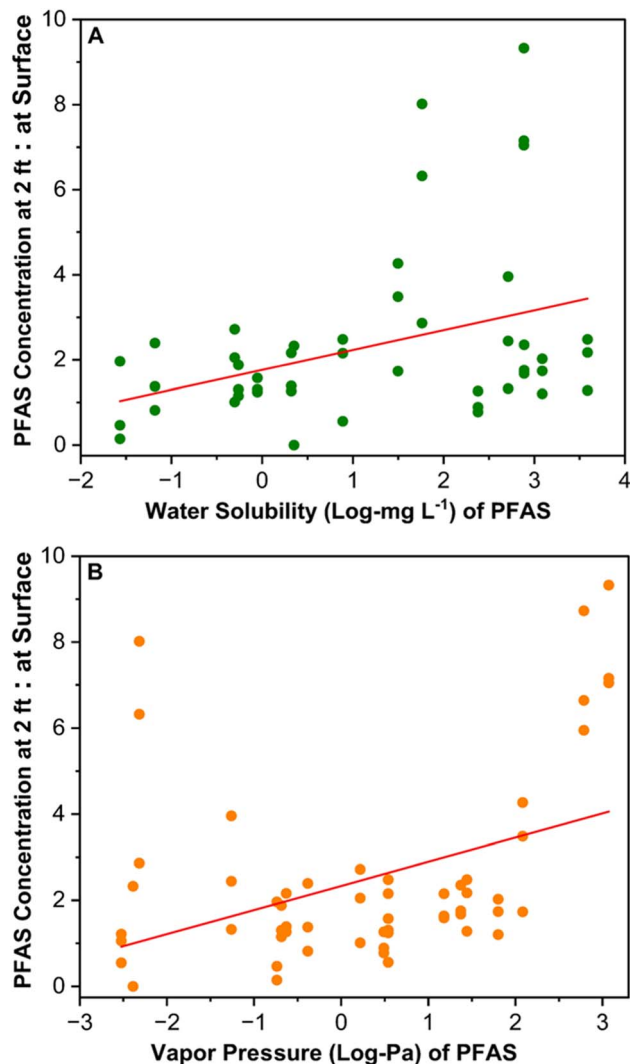 A
PFAS Concentration at 2 ft : at Surface
10
8
6
4
2
0
−2 −1 0 1 2 3 4
Water Solubility (Log-mg L⁻¹) of PFAS
B
PFAS Concentration at 2 ft : at Surface
10
8
6
4
2
0
−3 −2 −1 0 1 2 3
Vapor Pressure (Log-Pa) of PFAS